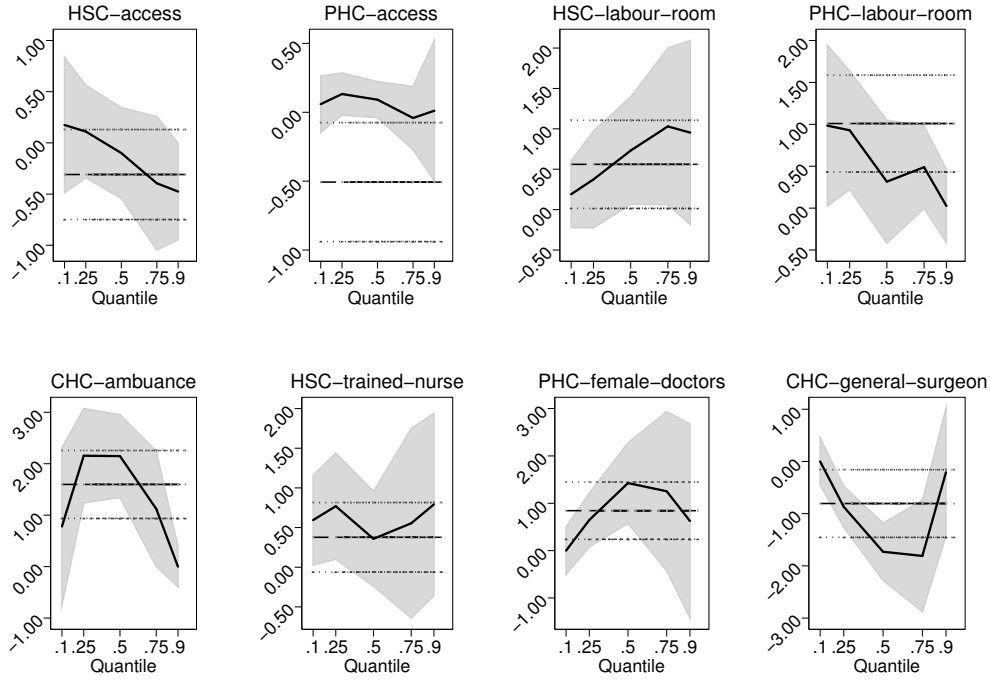 HSC−access PHC−access HSC−labour−room PHC−labour−room
1.00 0.50 0.00 −0.50 −1.00
.1 .25 .5 .75 .9
Quantile
0.50 0.00 −0.50 −1.00
.1 .25 .5 .75 .9
Quantile
2.00 1.50 1.00 0.50 0.00 −0.50
.1 .25 .5 .75 .9
Quantile
2.00 1.50 1.00 0.50 0.00 −0.50
.1 .25 .5 .75 .9
Quantile
CHC−ambuance HSC−trained−nurse PHC−female−doctors CHC−general−surgeon
3.00 2.00 1.00 0.00 −1.00
.1 .25 .5 .75 .9
Quantile
2.00 1.50 1.00 0.50 0.00 −0.50
.1 .25 .5 .75 .9
Quantile
3.00 2.00 1.00 0.00 −1.00
.1 .25 .5 .75 .9
Quantile
1.00 0.00 −1.00 −2.00 −3.00
.1 .25 .5 .75 .9
Quantile